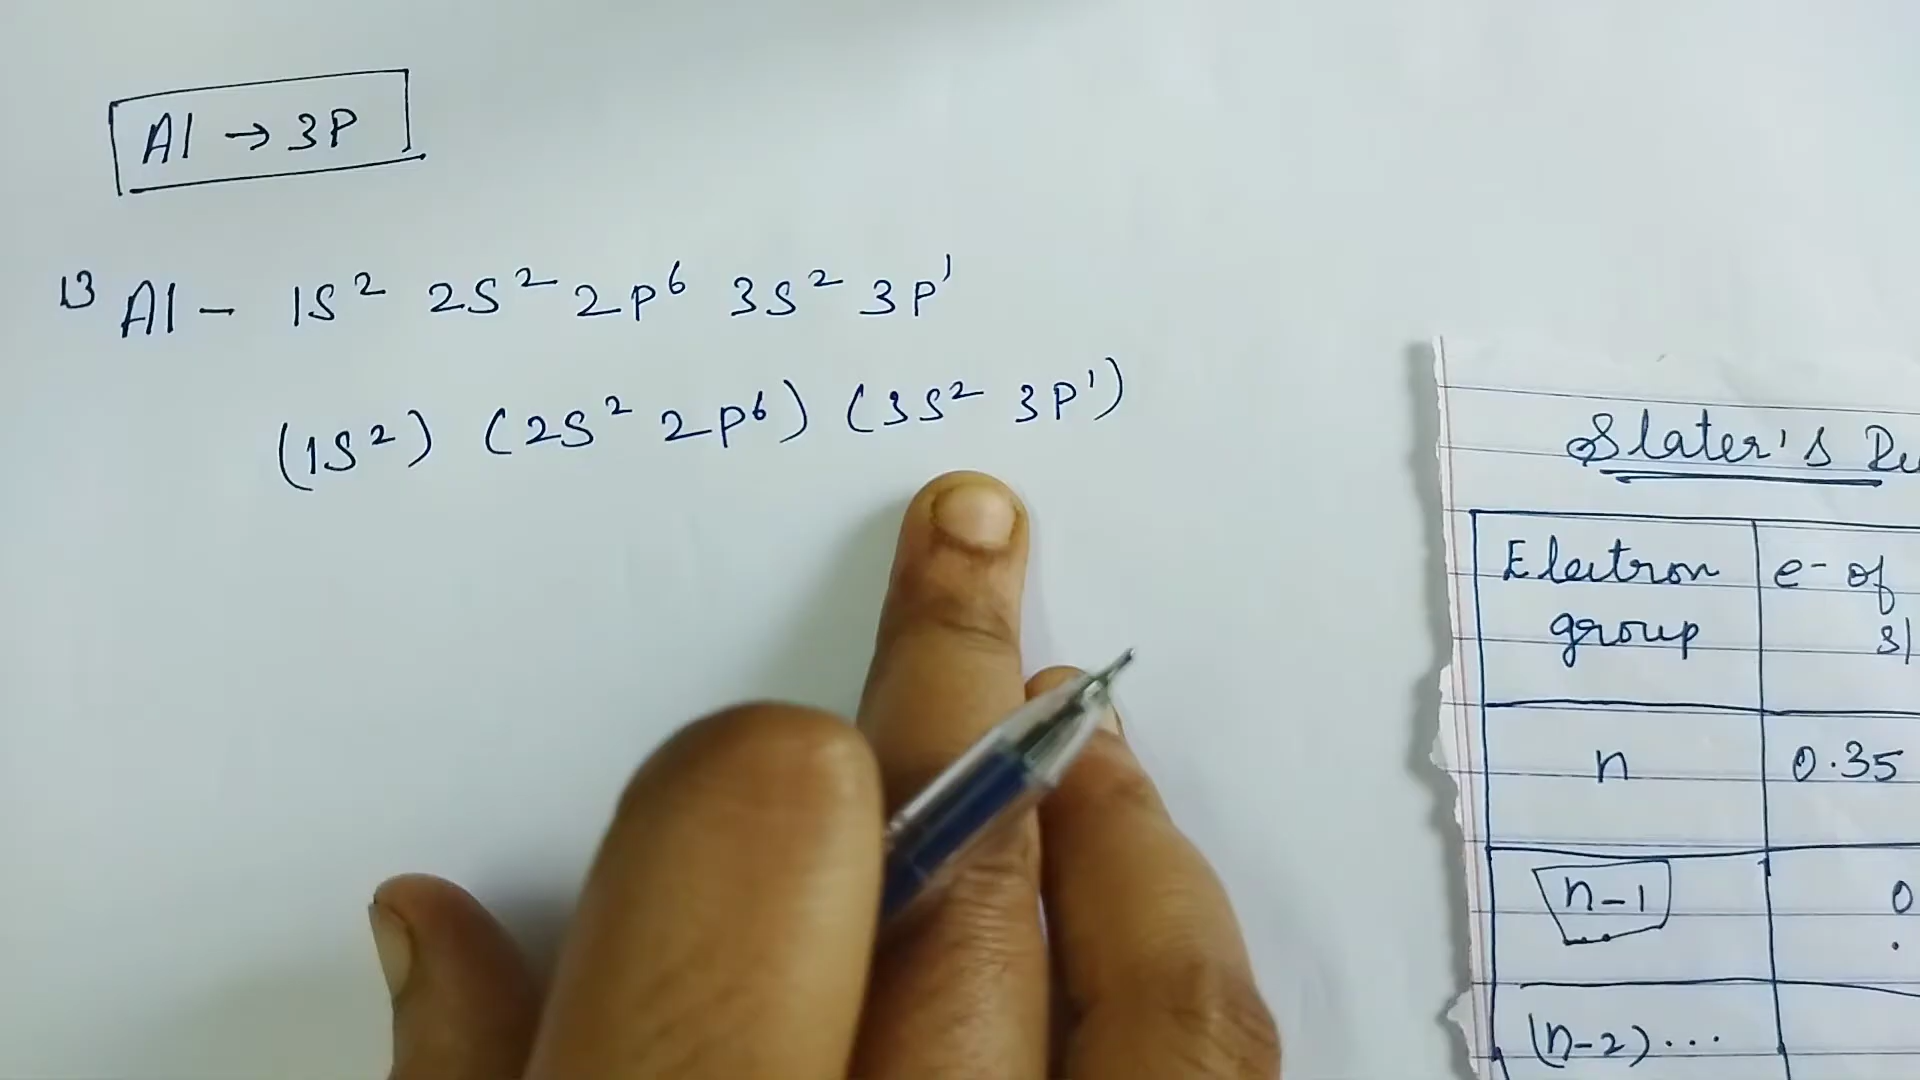 Al → 3P
13 Al - 1S² 2S² 2P⁶ 3S² 3P¹
(1S²) (2S² 2P⁶) (3S² 3P¹)
Slater's
Electron group
e- of
n
0.35
n-1
0
(n-2)...